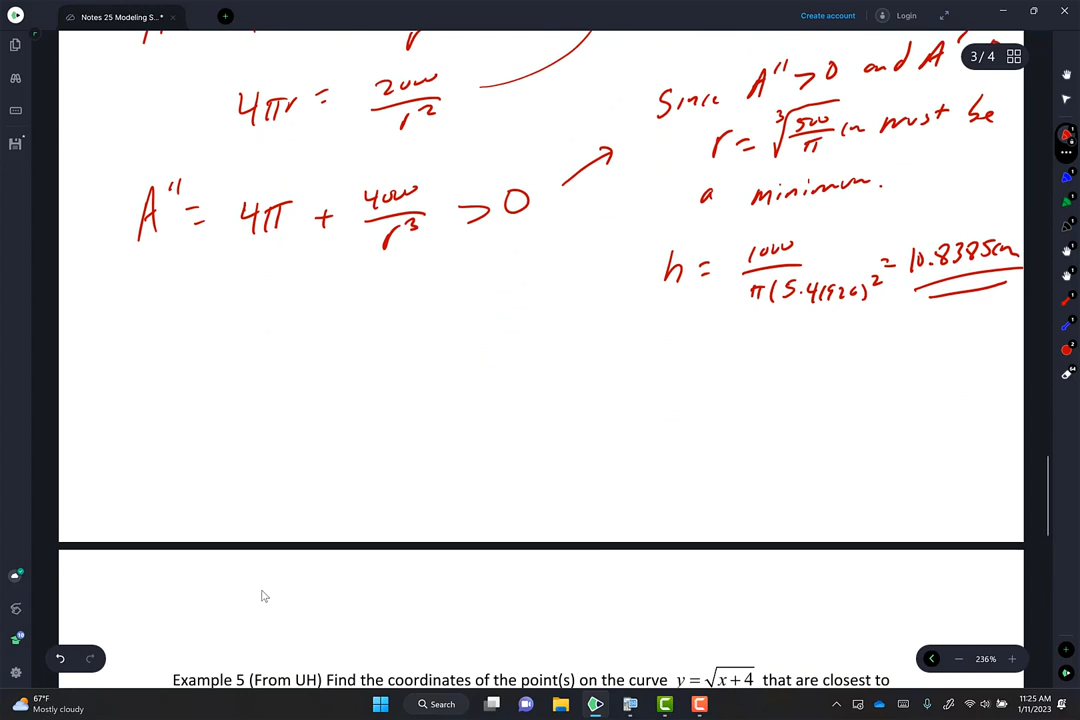 Notes 25 Modeling S...*
Create account
Login
3/4
4πr = 2000/r²
Since A'' > 0 and A''
r = ∛(500/π) cm must be
a minimum.
A'' = 4π + 4000/r³ > 0
h = 1000/π(5.41926)² = 10.8385cm
236%
Example 5 (From UH) Find the coordinates of the point(s) on the curve y = √(x+4) that are closest to
67°F
Mostly cloudy
Search
11:25 AM
1/11/2023